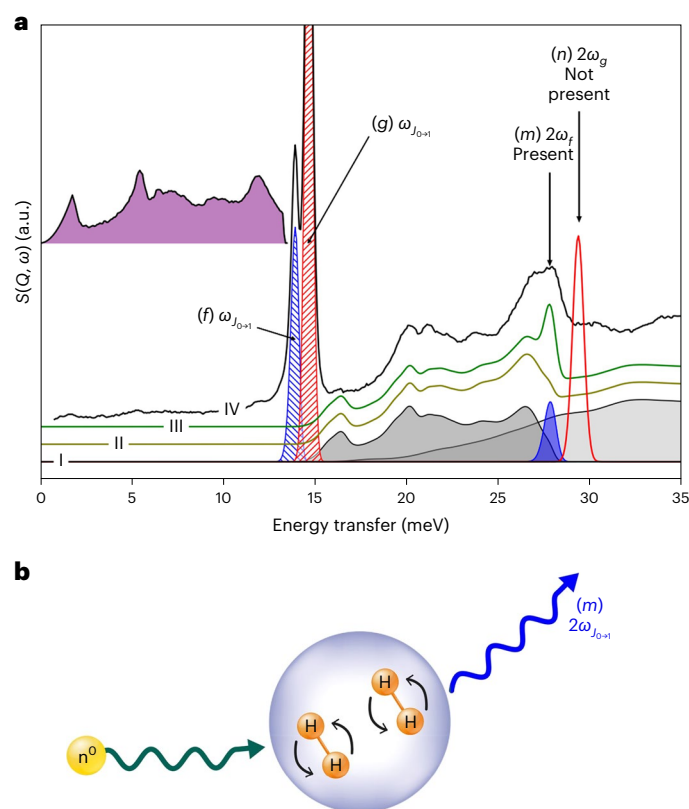 a
(n) 2ω_g
Not
present
(m) 2ω_f
Present
(g) ω_J₀→₁
(f) ω_J₀→₁
S(Q, ω) (a.u.)
IV
III
II
I
0 5 10 15 20 25 30 35
Energy transfer (meV)
b
(m)
2ω_J₀→₁
H
H
H
H
n⁰